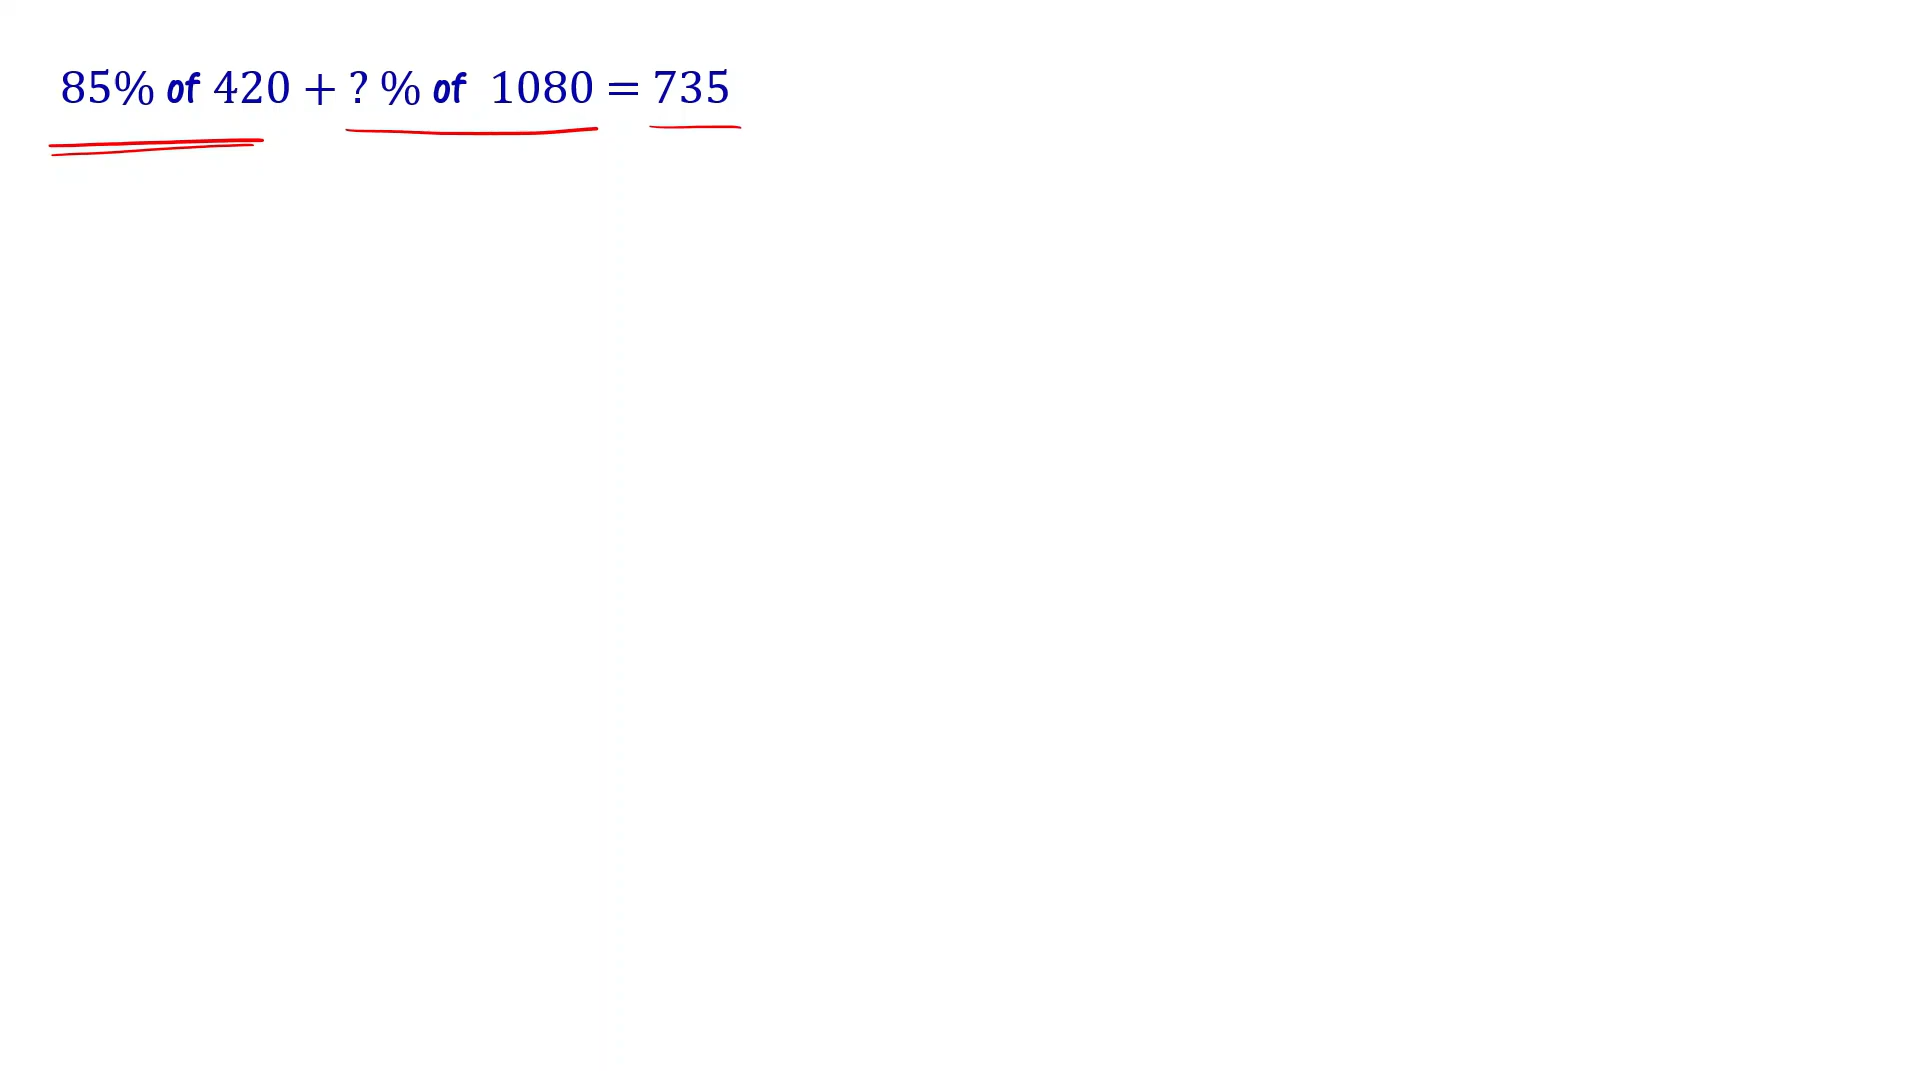 85% of 420 + ? % of 1080 = 735